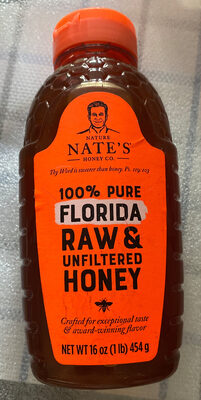 NATURE
NATE'S
HONEY CO.
Thy Word is sweeter than honey. Ps. 119:103
100% PURE
FLORIDA
RAW &
UNFILTERED
HONEY
Crafted for exceptional taste
& award-winning flavor
NET WT 16 OZ (1 lb) 454 g